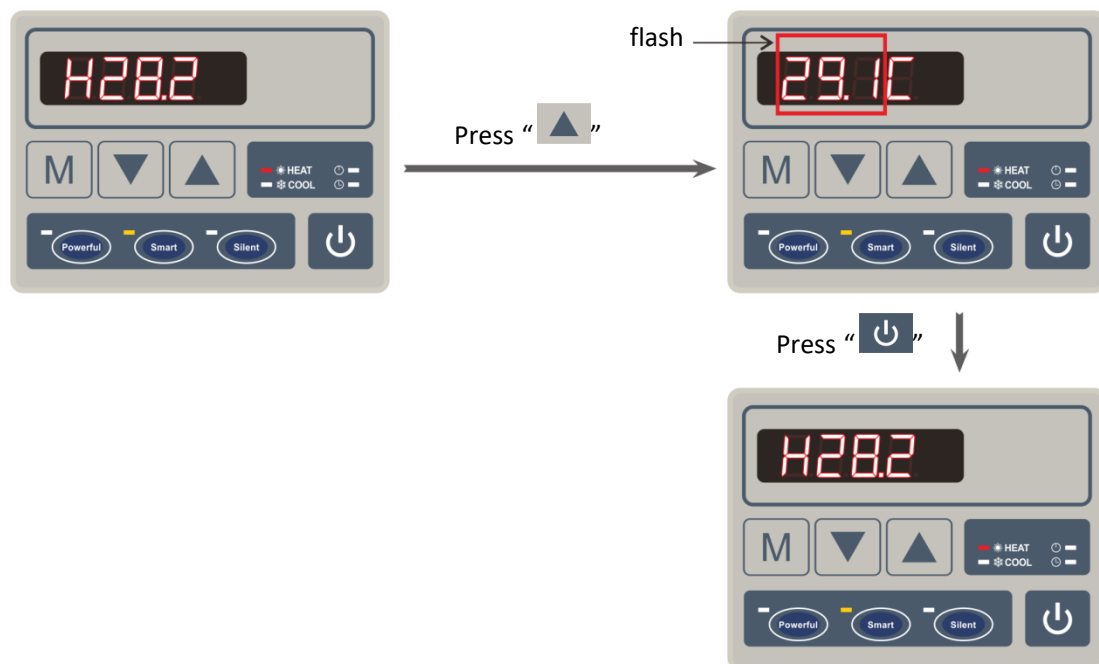 H28.2
M
HEAT
COOL
Powerful Smart Silent
Press “ ”
flash
29.1C
M
HEAT
COOL
Powerful Smart Silent
Press “ ”
H28.2
M
HEAT
COOL
Powerful Smart Silent